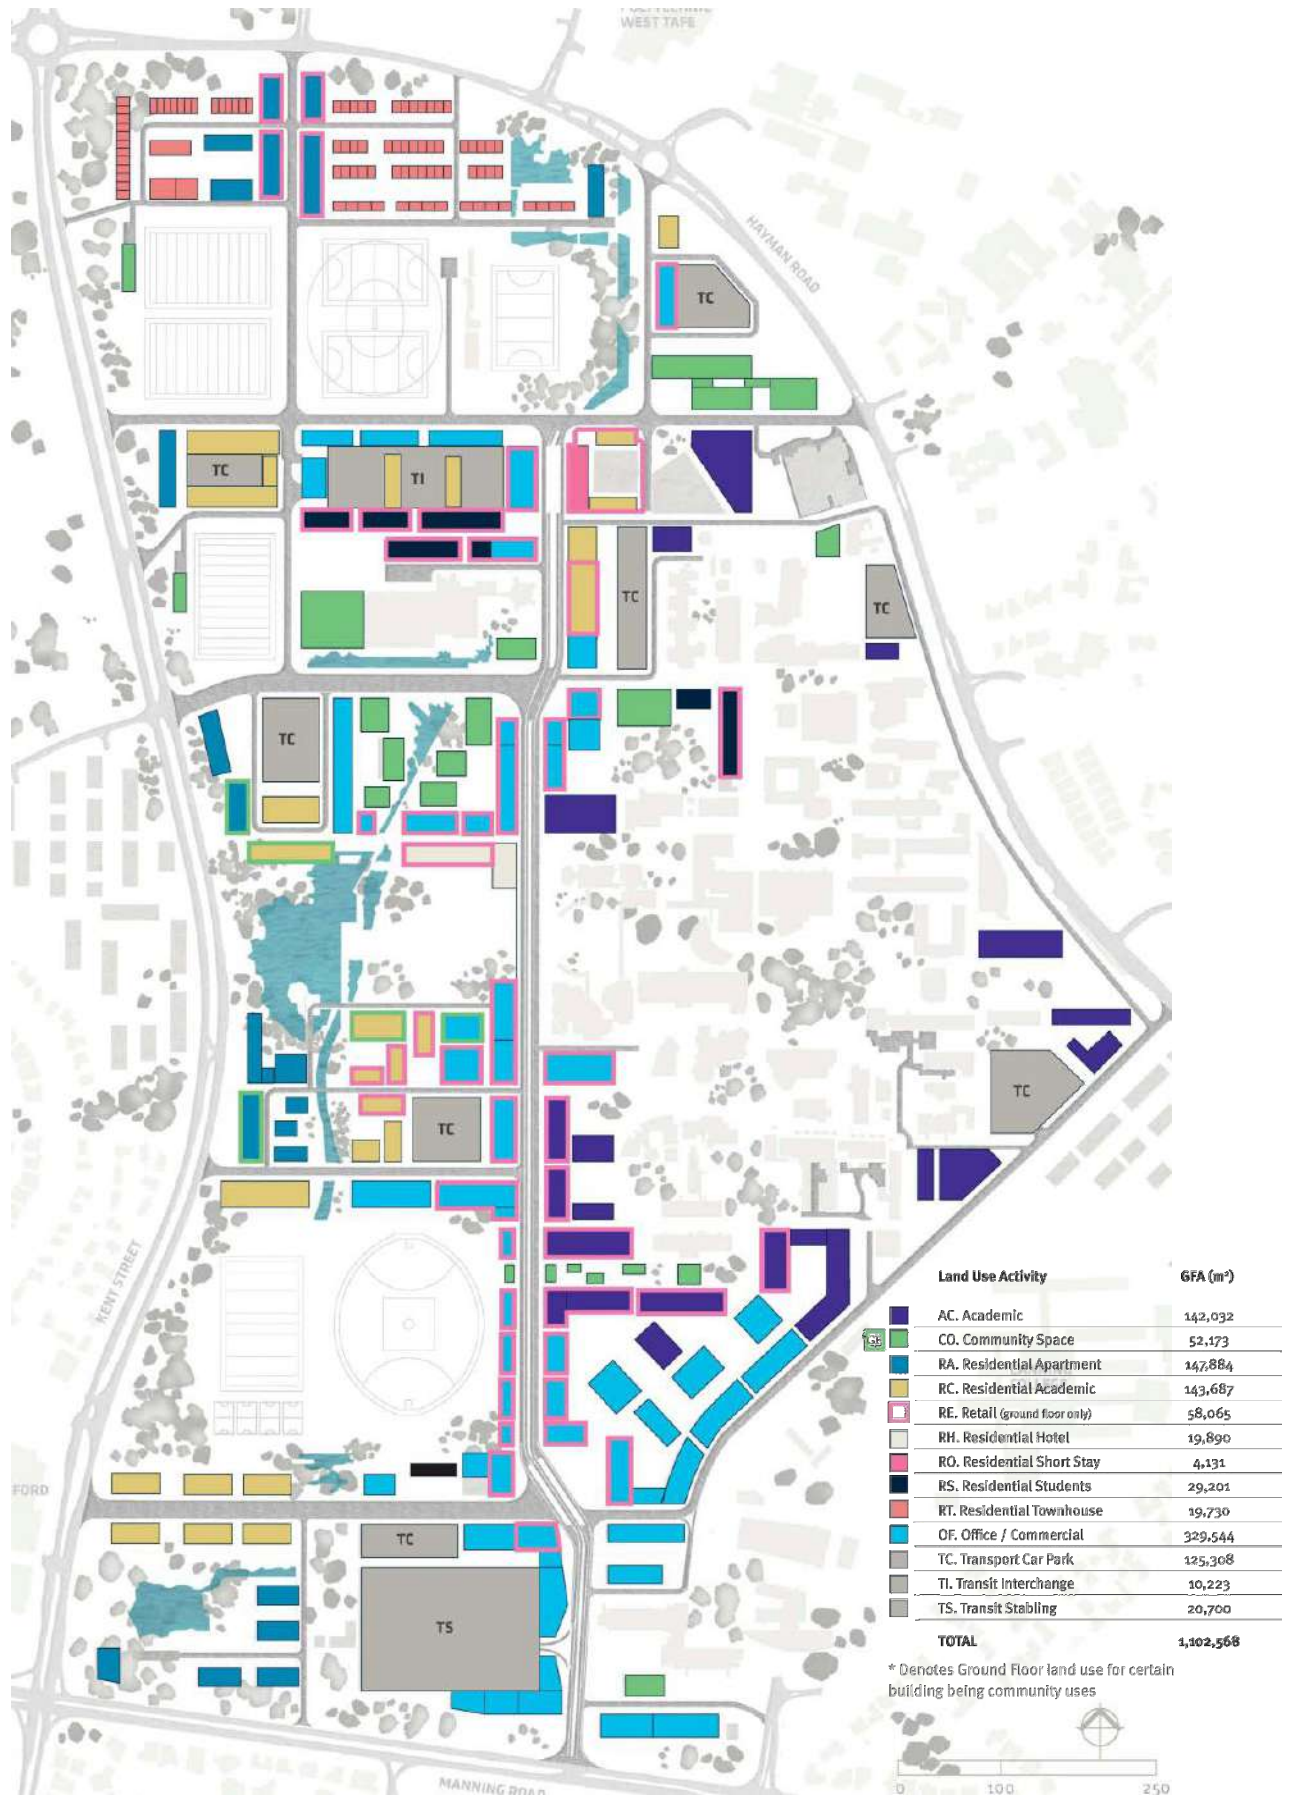 WEST TAFE
HAYMAN ROAD
TC
TC
TI
TC
TC
TC
TC
TC
KENT STREET
FORD
TC
TS
MANNING ROAD
Land Use Activity GFA (m²)
AC. Academic 142,032
GF CO. Community Space 52,173
RA. Residential Apartment 147,884
RC. Residential Academic 143,687
RE. Retail (ground floor only) 58,065
RH. Residential Hotel 19,890
RO. Residential Short Stay 4,131
RS. Residential Students 29,201
RT. Residential Townhouse 19,730
OF. Office / Commercial 329,544
TC. Transport Car Park 125,308
TI. Transit Interchange 10,223
TS. Transit Stabling 20,700
TOTAL 1,102,568
* Denotes Ground Floor land use for certain
building being community uses
0 100 250